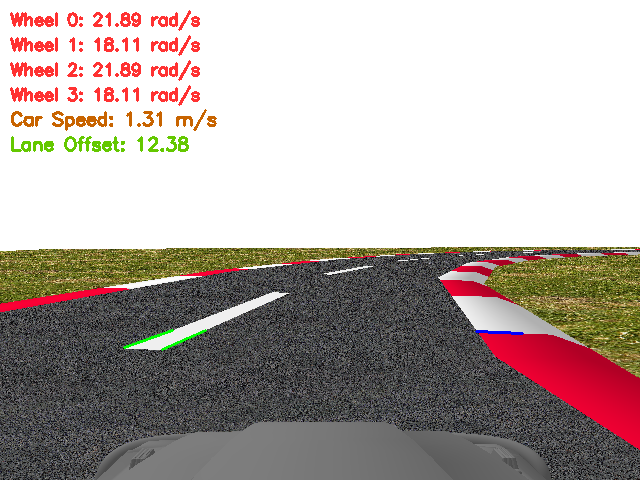 Wheel 0: 21.89 rad/s
Wheel 1: 18.11 rad/s
Wheel 2: 21.89 rad/s
Wheel 3: 18.11 rad/s
Car Speed: 1.31 m/s
Lane Offset: 12.38